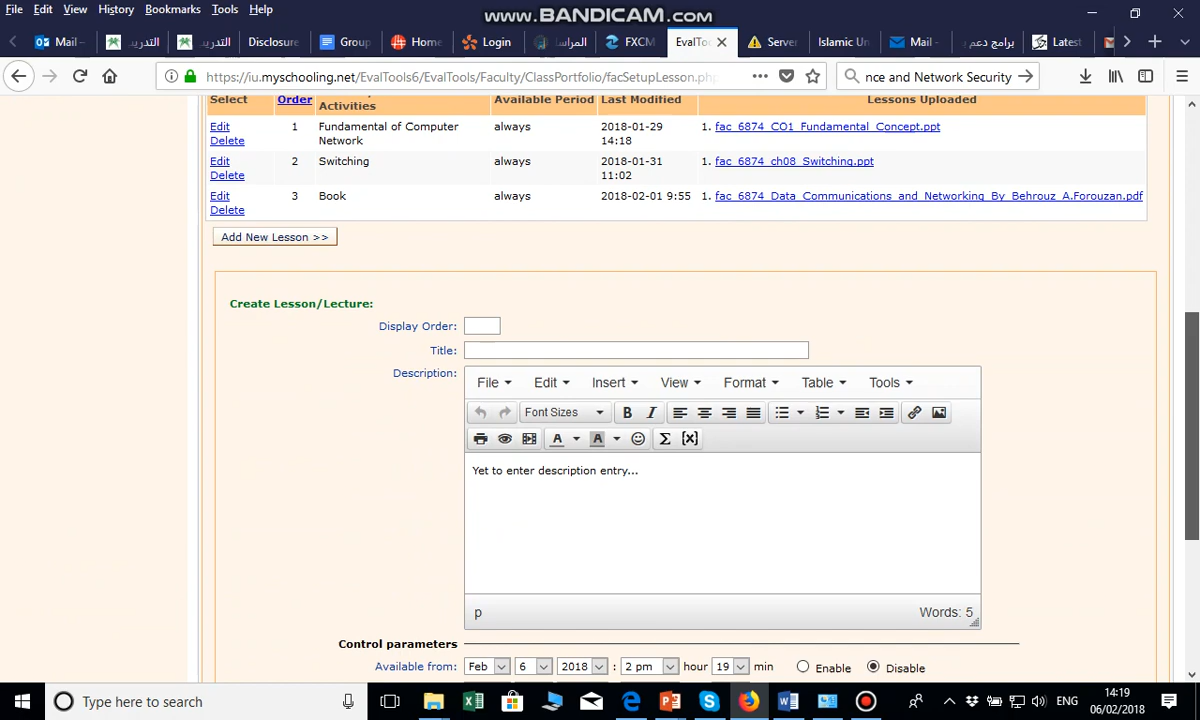 File Edit View History Bookmarks Tools Help
www.BANDICAM.com
Mail - التدريب التدريب Disclosure Group Home Login المراسا FXCM EvalToo Server Islamic Un Mail - برامج دعم ي Latest
https://iu.myschooling.net/EvalTools6/EvalTools/Faculty/ClassPortfolio/facSetupLesson.php
nce and Network Security
Select Order Activities Available Period Last Modified Lessons Uploaded
Edit Delete 1 Fundamental of Computer Network always 2018-01-29 14:18 1. fac_6874_CO1_Fundamental_Concept.ppt
Edit Delete 2 Switching always 2018-01-31 11:02 1. fac_6874_ch08_Switching.ppt
Edit Delete 3 Book always 2018-02-01 9:55 1. fac_6874_Data_Communications_and_Networking_By_Behrouz_A.Forouzan.pdf
Add New Lesson >>
Create Lesson/Lecture:
Display Order:
Title:
Description:
File Edit Insert View Format Table Tools
Font Sizes B I
A A Σ [x]
Yet to enter description entry...
p Words: 5
Control parameters
Available from: Feb 6 2018 : 2 pm hour 19 min Enable Disable
Type here to search
ENG
14:19
06/02/2018